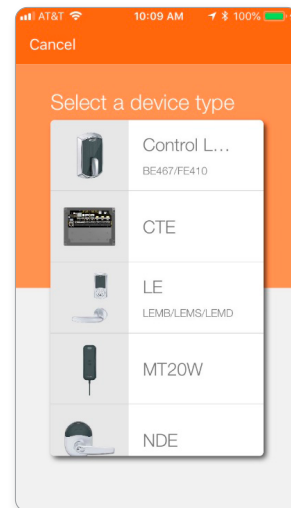 AT&T 10:09 AM 100%
Cancel
Select a device type
Control L...
BE467/FE410
CTE
LE
LEMB/LEMS/LEMD
MT20W
NDE